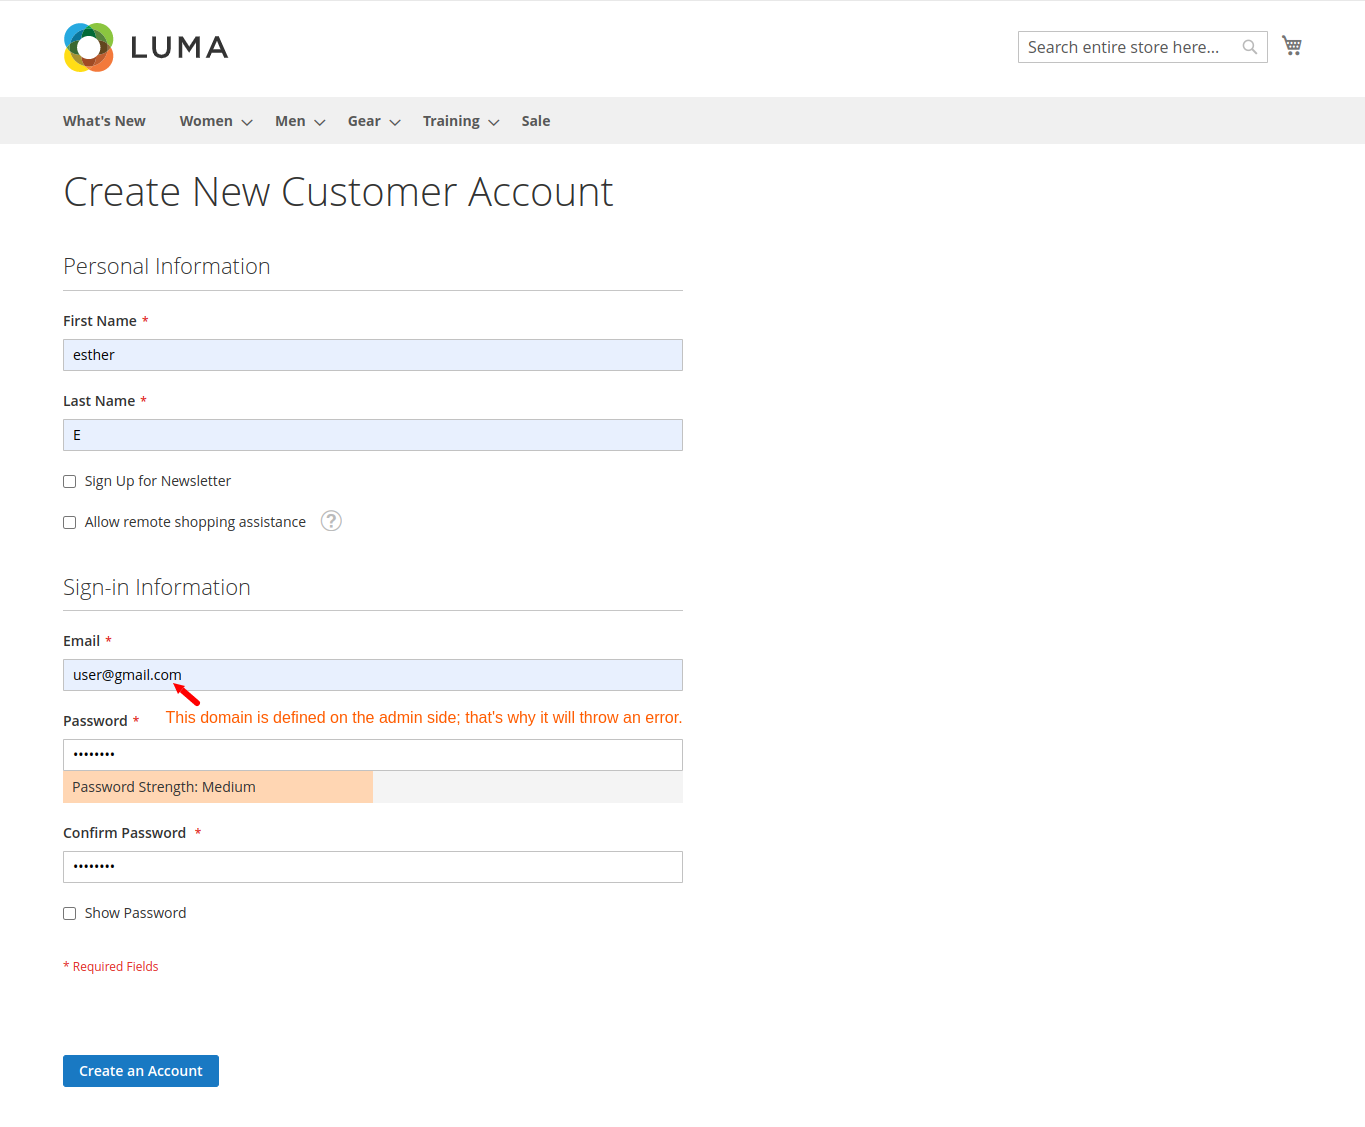 LUMA
Search entire store here...
What's New Women Men Gear Training Sale
Create New Customer Account
Personal Information
First Name *
esther
Last Name *
E
Sign Up for Newsletter
Allow remote shopping assistance ?
Sign-in Information
Email *
user@gmail.com
Password * This domain is defined on the admin side; that's why it will throw an error.
••••••••
Password Strength: Medium
Confirm Password *
••••••••
Show Password
* Required Fields
Create an Account